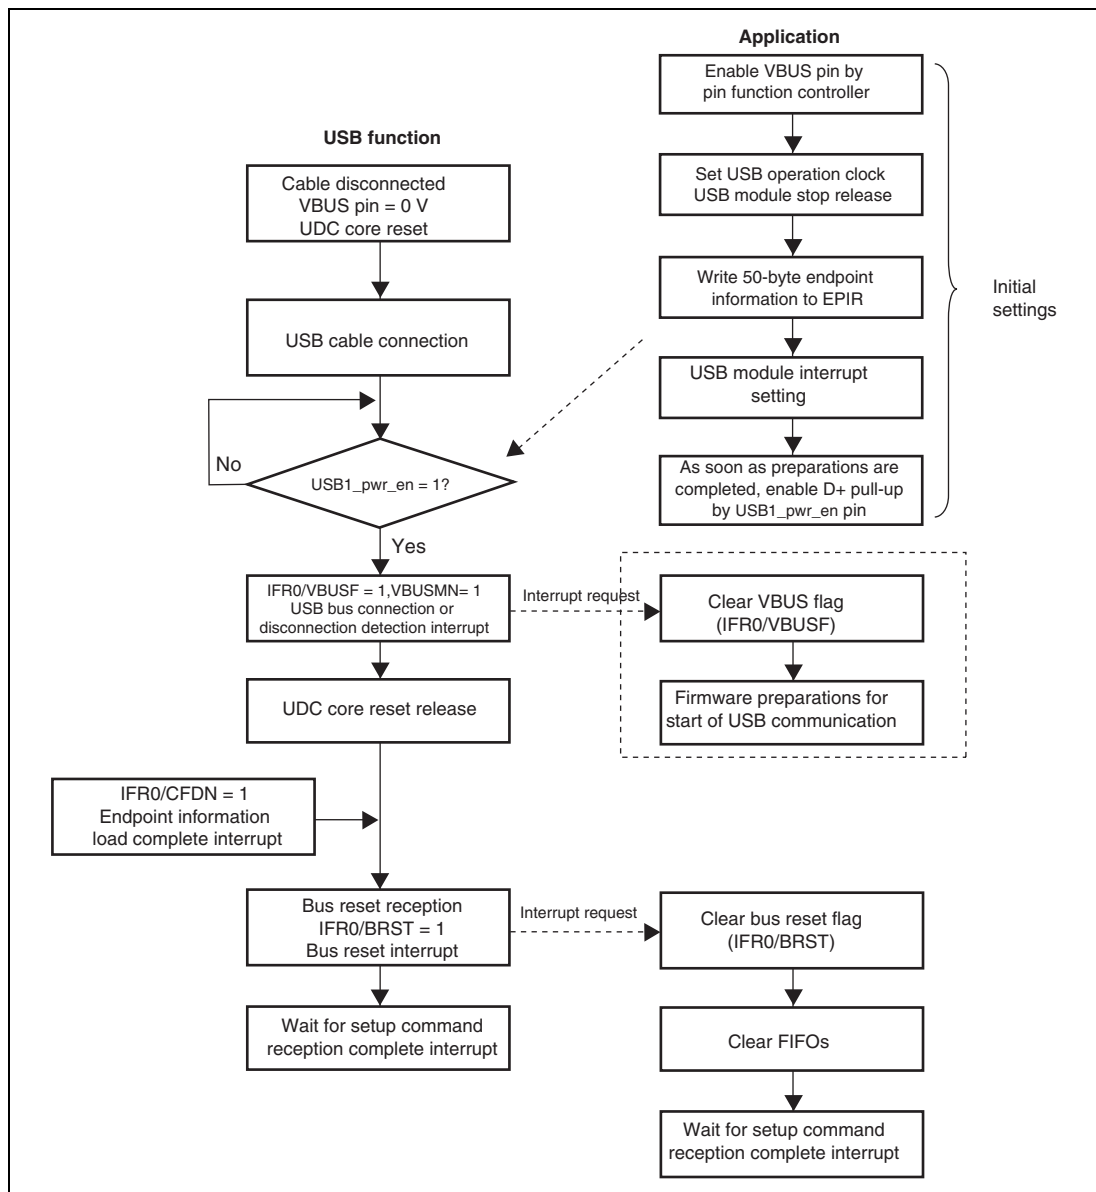 Application
Enable VBUS pin by
pin function controller
Set USB operation clock
USB module stop release
Write 50-byte endpoint
information to EPIR
USB module interrupt
setting
As soon as preparations are
completed, enable D+ pull-up
by USB1_pwr_en pin
Initial
settings
USB function
Cable disconnected
VBUS pin = 0 V
UDC core reset
USB cable connection
No
USB1_pwr_en = 1?
Yes
IFR0/VBUSF = 1,VBUSMN= 1
USB bus connection or
disconnection detection interrupt
Interrupt request
Clear VBUS flag
(IFR0/VBUSF)
Firmware preparations for
start of USB communication
UDC core reset release
IFR0/CFDN = 1
Endpoint information
load complete interrupt
Bus reset reception
IFR0/BRST = 1
Bus reset interrupt
Interrupt request
Clear bus reset flag
(IFR0/BRST)
Wait for setup command
reception complete interrupt
Clear FIFOs
Wait for setup command
reception complete interrupt